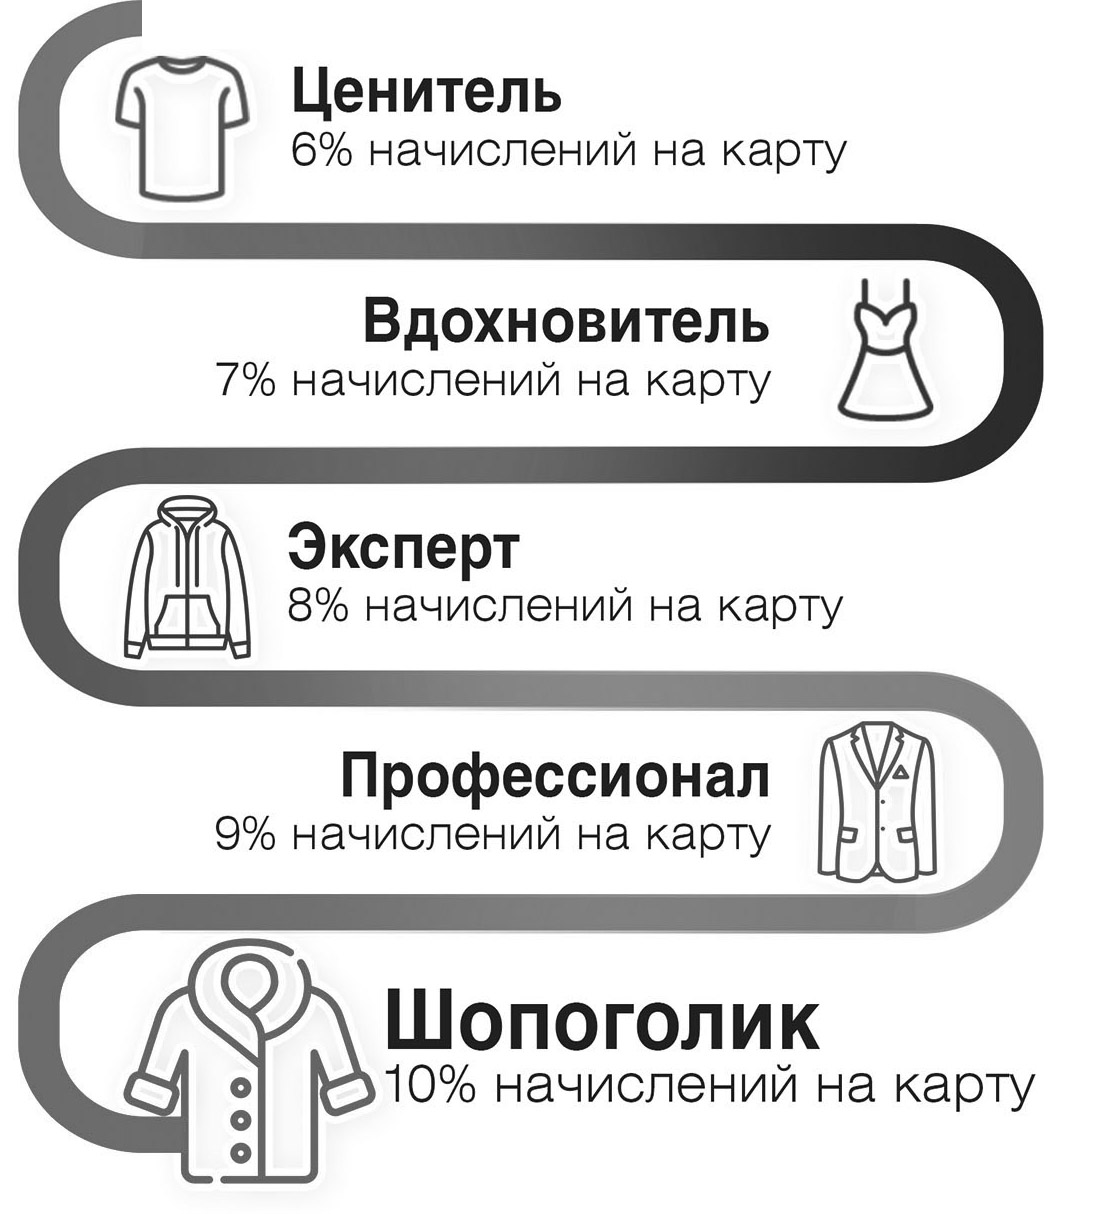 Ценитель
6% начислений на карту
Вдохновитель
7% начислений на карту
Эксперт
8% начислений на карту
Профессионал
9% начислений на карту
Шопоголик
10% начислений на карту